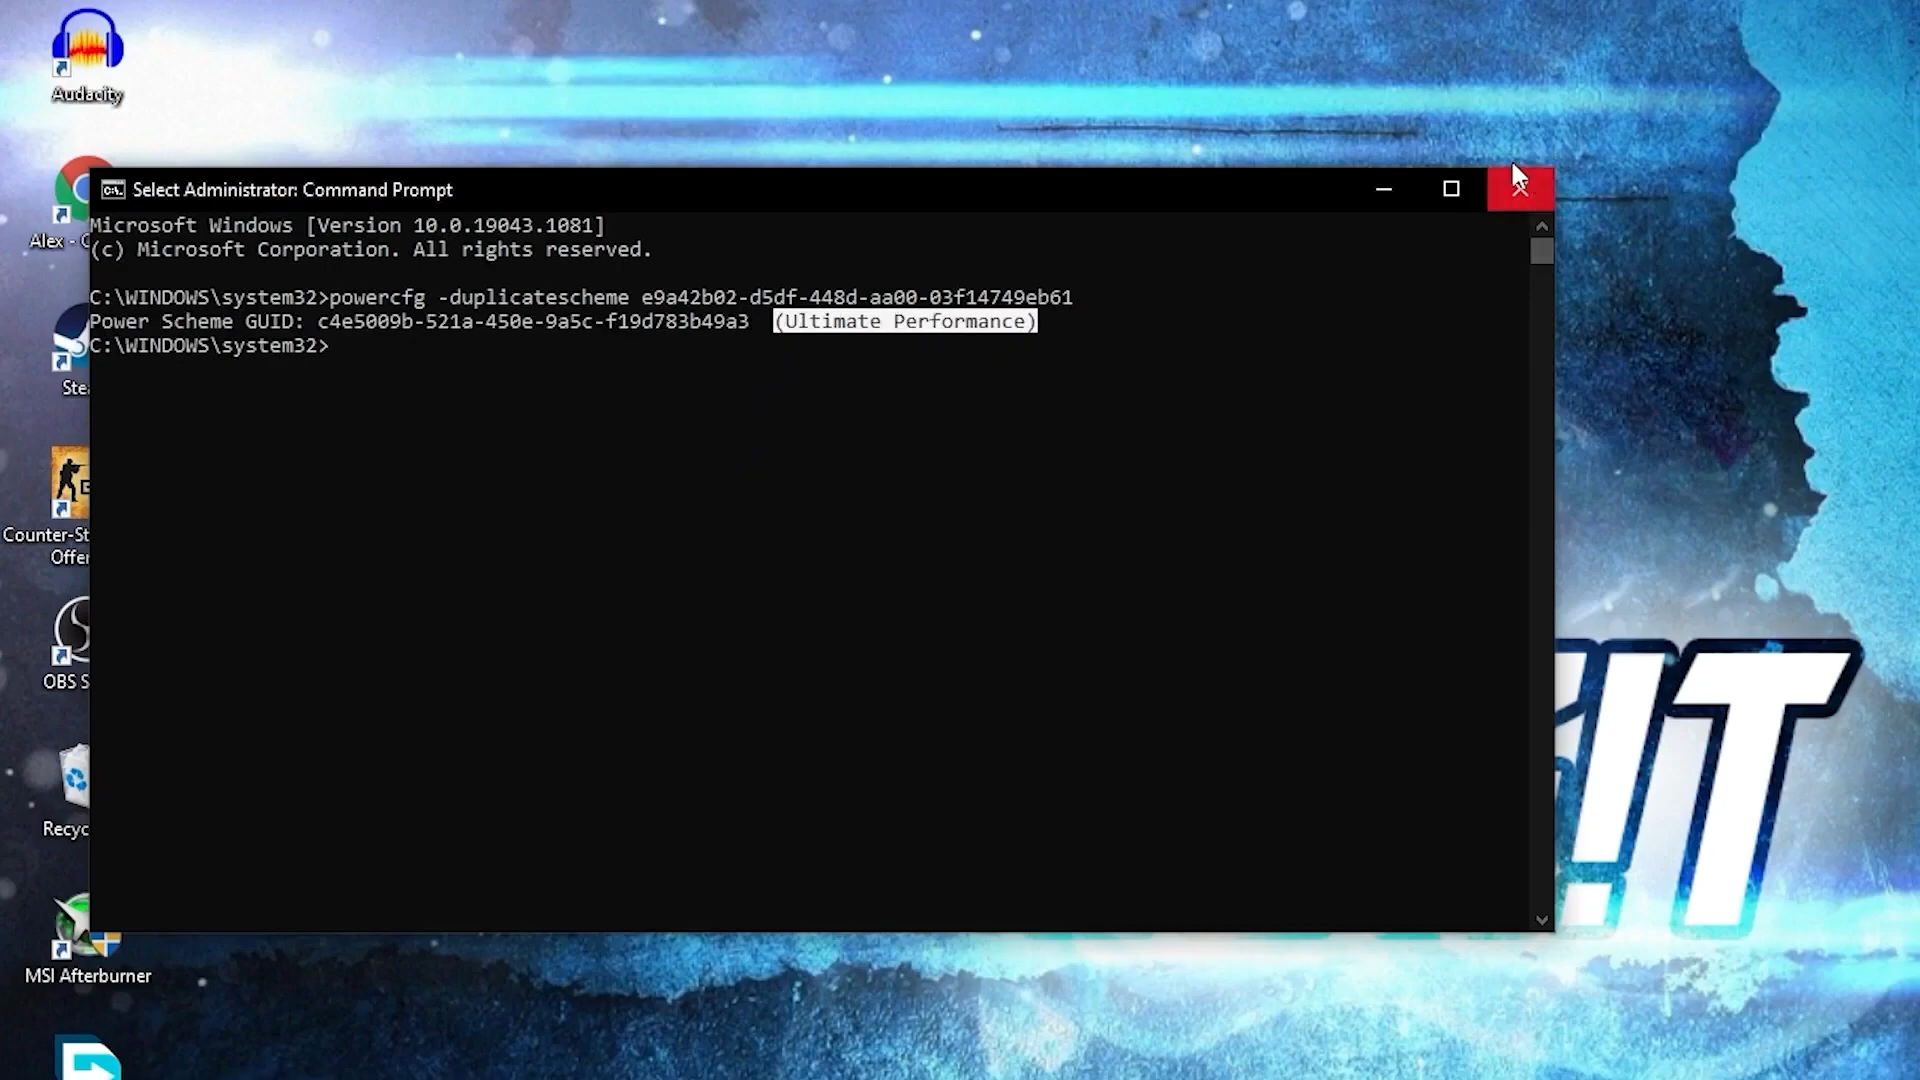 Audacity
Select Administrator: Command Prompt
Microsoft Windows [Version 10.0.19043.1081]
(c) Microsoft Corporation. All rights reserved.
C:\WINDOWS\system32>powercfg -duplicatescheme e9a42b02-d5df-448d-aa00-03f14749eb61
Power Scheme GUID: c4e5009b-521a-450e-9a5c-f19d783b49a3 (Ultimate Performance)
C:\WINDOWS\system32>
Alex - C
Ste
Counter-St
Offen
OBS S
Recyc
MSI Afterburner
!T